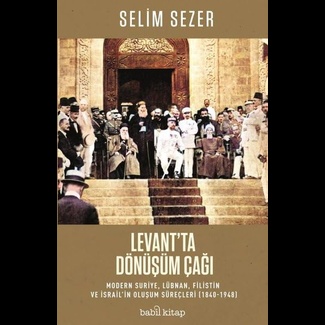 SELİM SEZER
LEVANT'TA
DÖNÜŞÜM ÇAĞI
MODERN SURİYE, LÜBNAN, FİLİSTİN
VE İSRAİL'İN OLUŞUM SÜREÇLERİ (1840-1948)
babil kitap